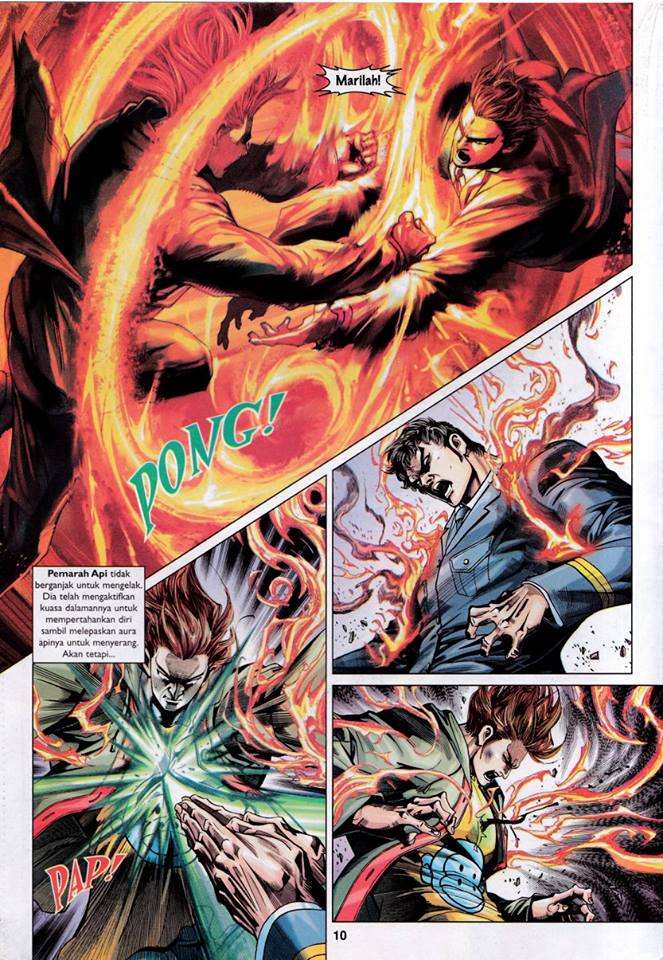 Marilah!
PONG!
Pemarah Api tidak
berganjak untuk mengelak.
Dia telah mengaktifkan
kuasa dalamannya untuk
mempertahankan diri
sambil melepaskan aura
apinya untuk menyerang.
Akan tetapi...
PAP!
10